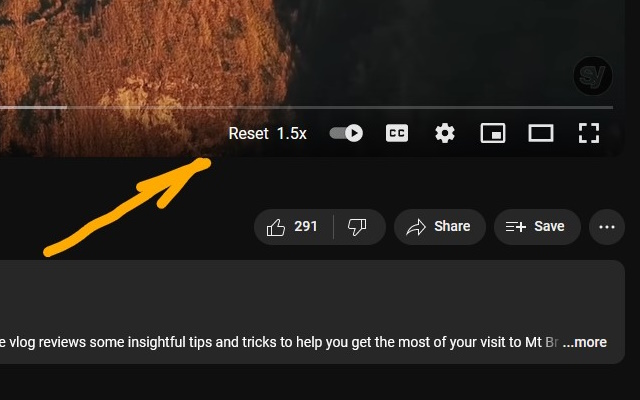 sy
Reset 1.5x CC
291 Share Save
e vlog reviews some insightful tips and tricks to help you get the most of your visit to Mt Br ...more